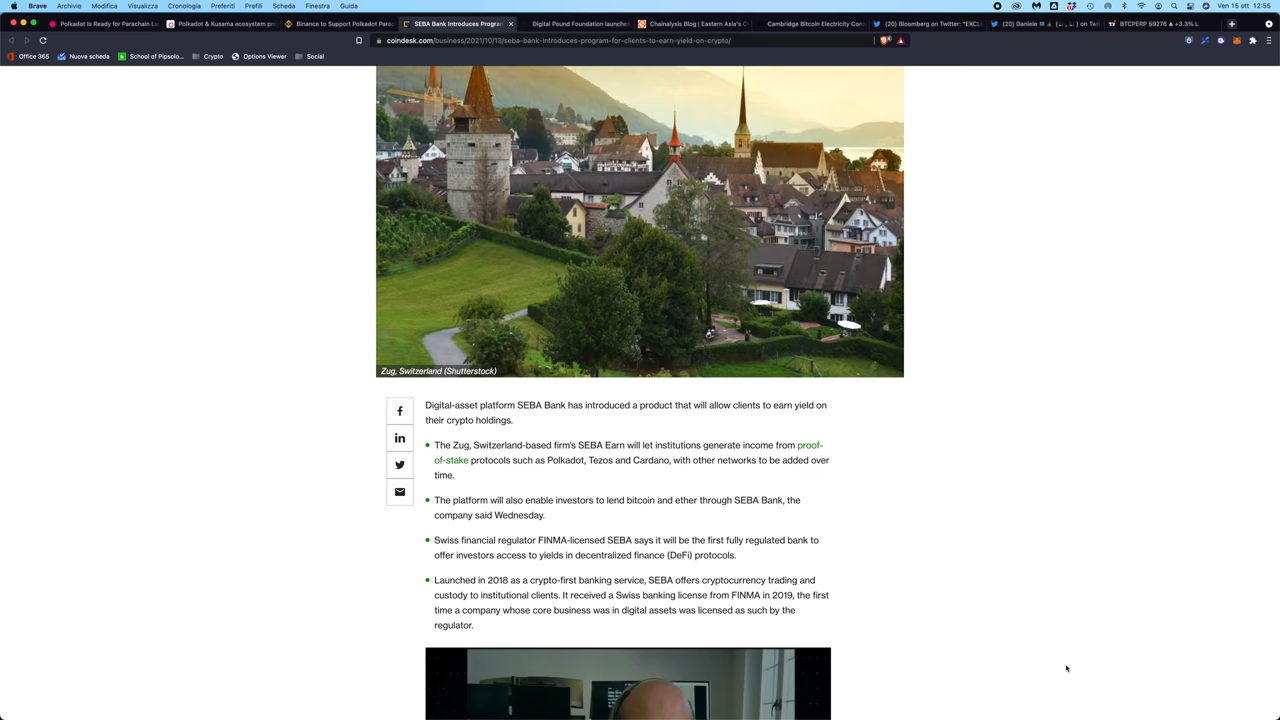 Brave Archivio Modifica Visualizza Cronologia Preferiti Profili Scheda Finestra Guida
Ven 15 ott 12:55
Polkadot Is Ready for Parachain La
Polkadot & Kusama ecosystem pro
Binance to Support Polkadot Parac
SEBA Bank Introduces Program
Digital Pound Foundation launches
Chainalysis Blog | Eastern Asia's C
Cambridge Bitcoin Electricity Con
(20) Bloomberg on Twitter: "EXCL
(20) Daniele
on Twi
BTCPERP 59276 ▲ +3.3% L
coindesk.com/business/2021/10/13/seba-bank-introduces-program-for-clients-to-earn-yield-on-crypto/
Office 365 Nuova scheda School of Pipsolo... Crypto Options Viewer Social
Zug, Switzerland (Shutterstock)
Digital-asset platform SEBA Bank has introduced a product that will allow clients to earn yield on
their crypto holdings.
The Zug, Switzerland-based firm's SEBA Earn will let institutions generate income from proof-
of-stake protocols such as Polkadot, Tezos and Cardano, with other networks to be added over
time.
The platform will also enable investors to lend bitcoin and ether through SEBA Bank, the
company said Wednesday.
Swiss financial regulator FINMA-licensed SEBA says it will be the first fully regulated bank to
offer investors access to yields in decentralized finance (DeFi) protocols.
Launched in 2018 as a crypto-first banking service, SEBA offers cryptocurrency trading and
custody to institutional clients. It received a Swiss banking license from FINMA in 2019, the first
time a company whose core business was in digital assets was licensed as such by the
regulator.